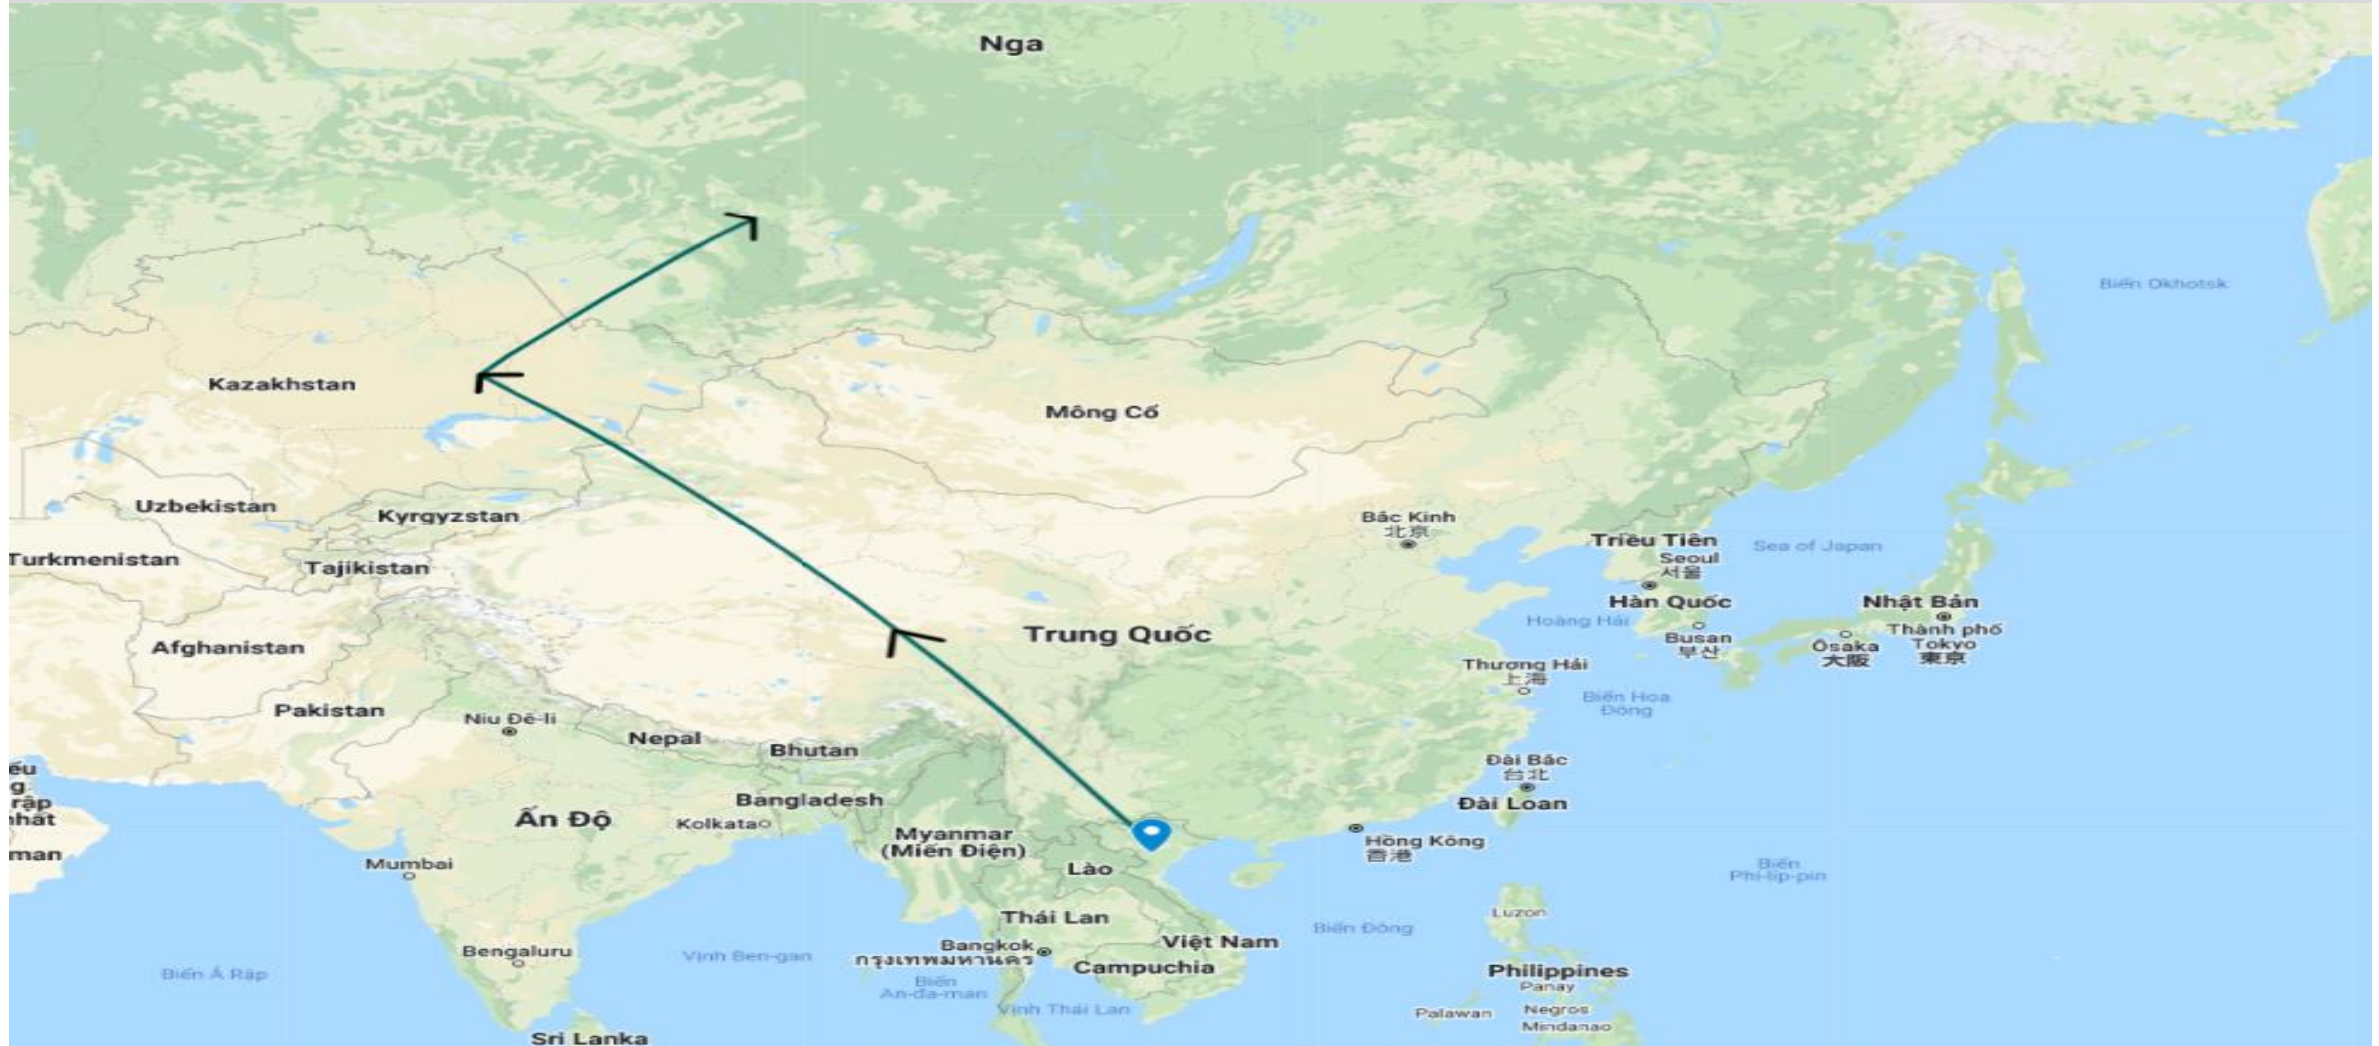 Nga
Biển Okhotsk
Kazakhstan
Mông Cổ
Uzbekistan
Kyrgyzstan
Bắc Kinh
北京
Triều Tiên
Sea of Japan
Turkmenistan
Tajikistan
Seoul
서울
Hàn Quốc
Nhật Bản
Hoàng Hải
Trung Quốc
Busan
부산
Osaka
大阪
Thành phố
Tokyo
東京
Afghanistan
Thượng Hải
上海
Biển Hoa
Đông
Pakistan
Niu Đê-li
Nepal
Bhutan
Đài Bắc
台北
ểu
g
rập
nhất
man
Bangladesh
Đài Loan
Ấn Độ
Kolkata
Myanmar
(Miến Điện)
Hồng Kông
香港
Mumbai
Lào
Biển
Phi-líp-pin
Thái Lan
Luzon
Biển Đông
Việt Nam
Bengaluru
Vịnh Ben-gan
Bangkok
กรุงเทพมหานคร
Campuchia
Biển Ả Rập
Biển
An-đa-man
Philippines
Panay
Vịnh Thái Lan
Palawan
Negros
Mindanao
Sri Lanka